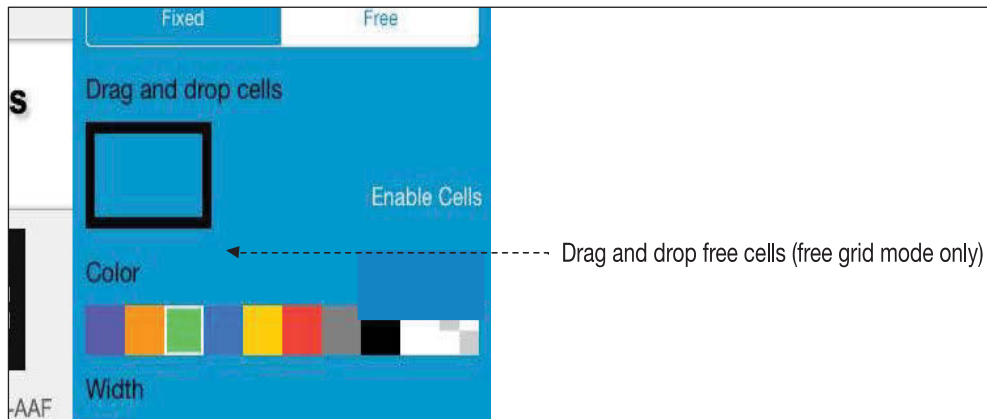 Fixed
Free
Drag and drop cells
s
Enable Cells
Drag and drop free cells (free grid mode only)
Color
Width
-AAF